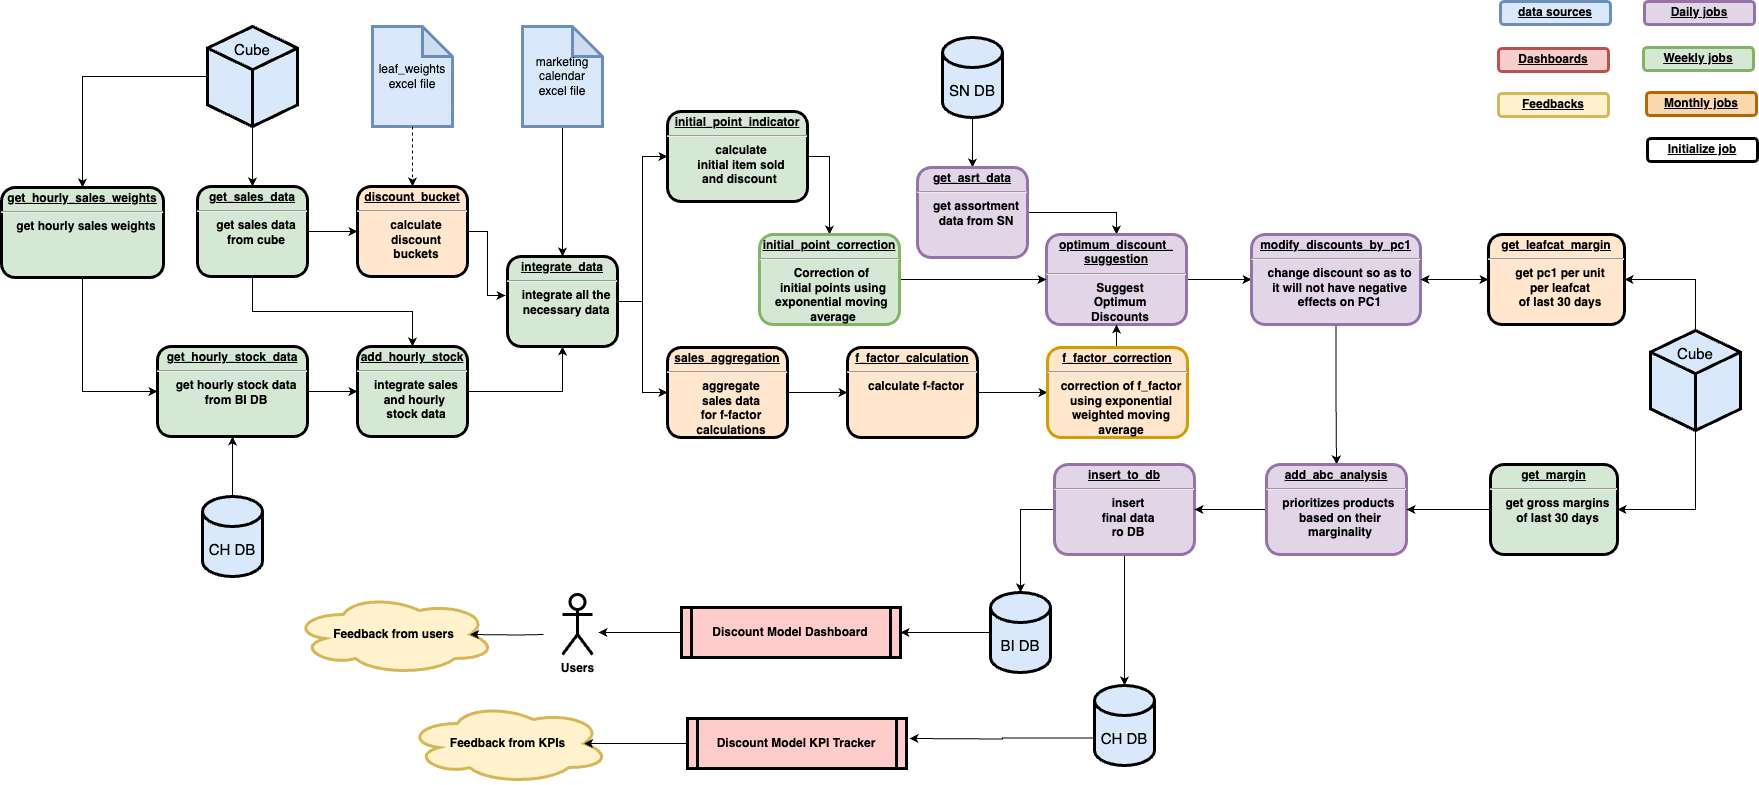 data sources
Daily jobs
Dashboards
Weekly jobs
Feedbacks
Monthly jobs
Initialize job
Cube
leaf_weights
excel file
marketing
calendar
excel file
SN DB
get_hourly_sales_weights
get hourly sales weights
get_sales_data
get sales data
from cube
discount_bucket
calculate
discount
buckets
integrate_data
integrate all the
necessary data
initial_point_indicator
calculate
initial item sold
and discount
get_asrt_data
get assortment
data from SN
initial_point_correction
Correction of
initial points using
exponential moving
average
optimum_discount_
suggestion
Suggest
Optimum
Discounts
modify_discounts_by_pc1
change discount so as to
it will not have negative
effects on PC1
get_leafcat_margin
get pc1 per unit
per leafcat
of last 30 days
Cube
get_hourly_stock_data
get hourly stock data
from BI DB
add_hourly_stock
integrate sales
and hourly
stock data
sales_aggregation
aggregate
sales data
for f-factor
calculations
f_factor_calculation
calculate f-factor
f_factor_correction
correction of f_factor
using exponential
weighted moving
average
CH DB
insert_to_db
insert
final data
ro DB
add_abc_analysis
prioritizes products
based on their
marginality
get_margin
get gross margins
of last 30 days
Feedback from users
Users
Discount Model Dashboard
BI DB
Feedback from KPIs
Discount Model KPI Tracker
CH DB